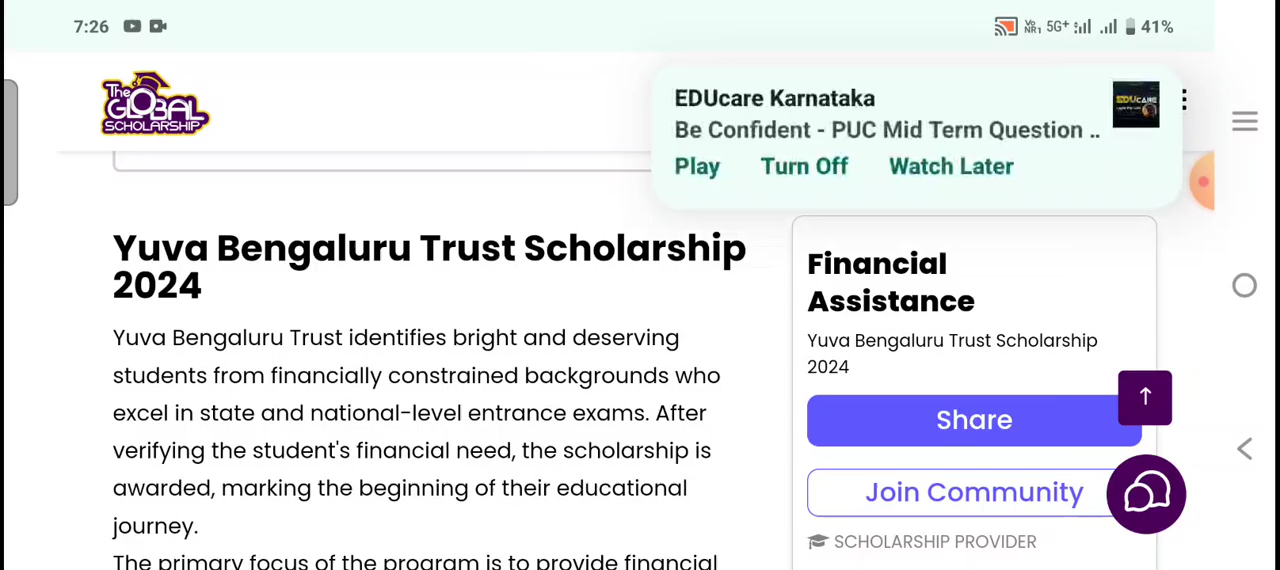 7:26
Vo NR1 5G+ 41%
The
GLOBAL
SCHOLARSHIP
EDUcare Karnataka
EDUCARE
Be Confident - PUC Mid Term Question ..
Play Turn Off Watch Later
Yuva Bengaluru Trust Scholarship
2024
Yuva Bengaluru Trust identifies bright and deserving
students from financially constrained backgrounds who
excel in state and national-level entrance exams. After
verifying the student's financial need, the scholarship is
awarded, marking the beginning of their educational
journey.
The primary focus of the program is to provide financial
Financial
Assistance
Yuva Bengaluru Trust Scholarship
2024
Share
Join Community
SCHOLARSHIP PROVIDER